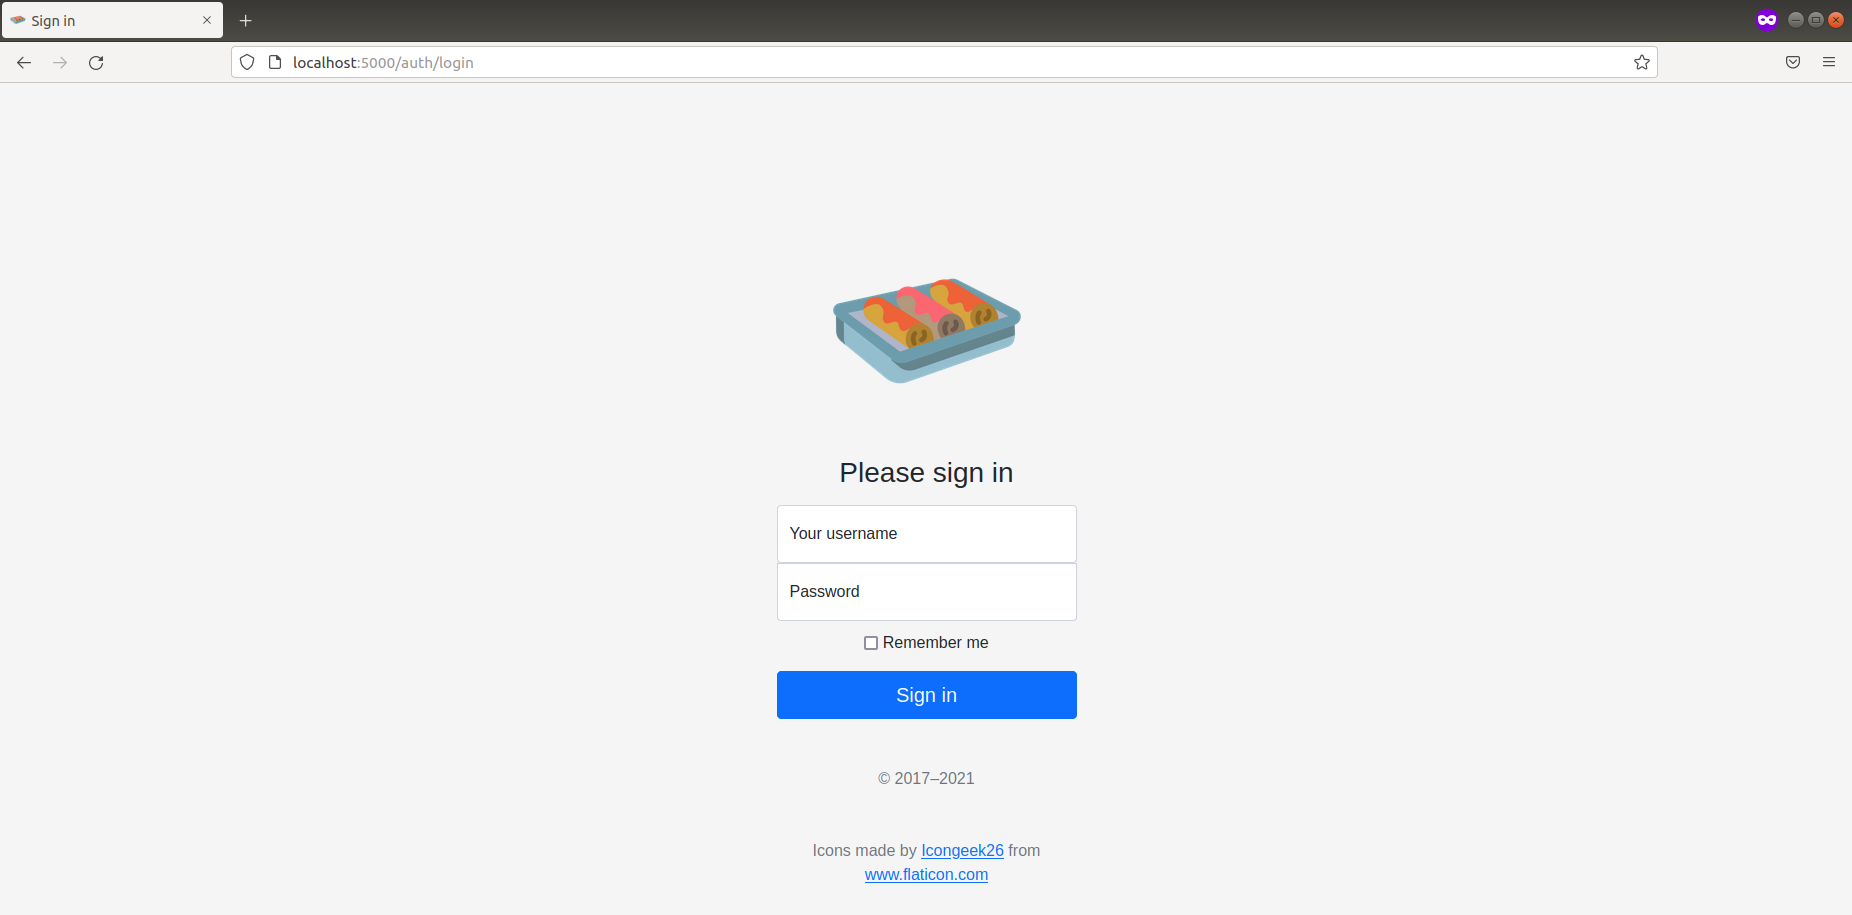 Sign in
localhost:5000/auth/login
Please sign in
Your username
Password
Remember me
Sign in
© 2017–2021
Icons made by Icongeek26 from
www.flaticon.com